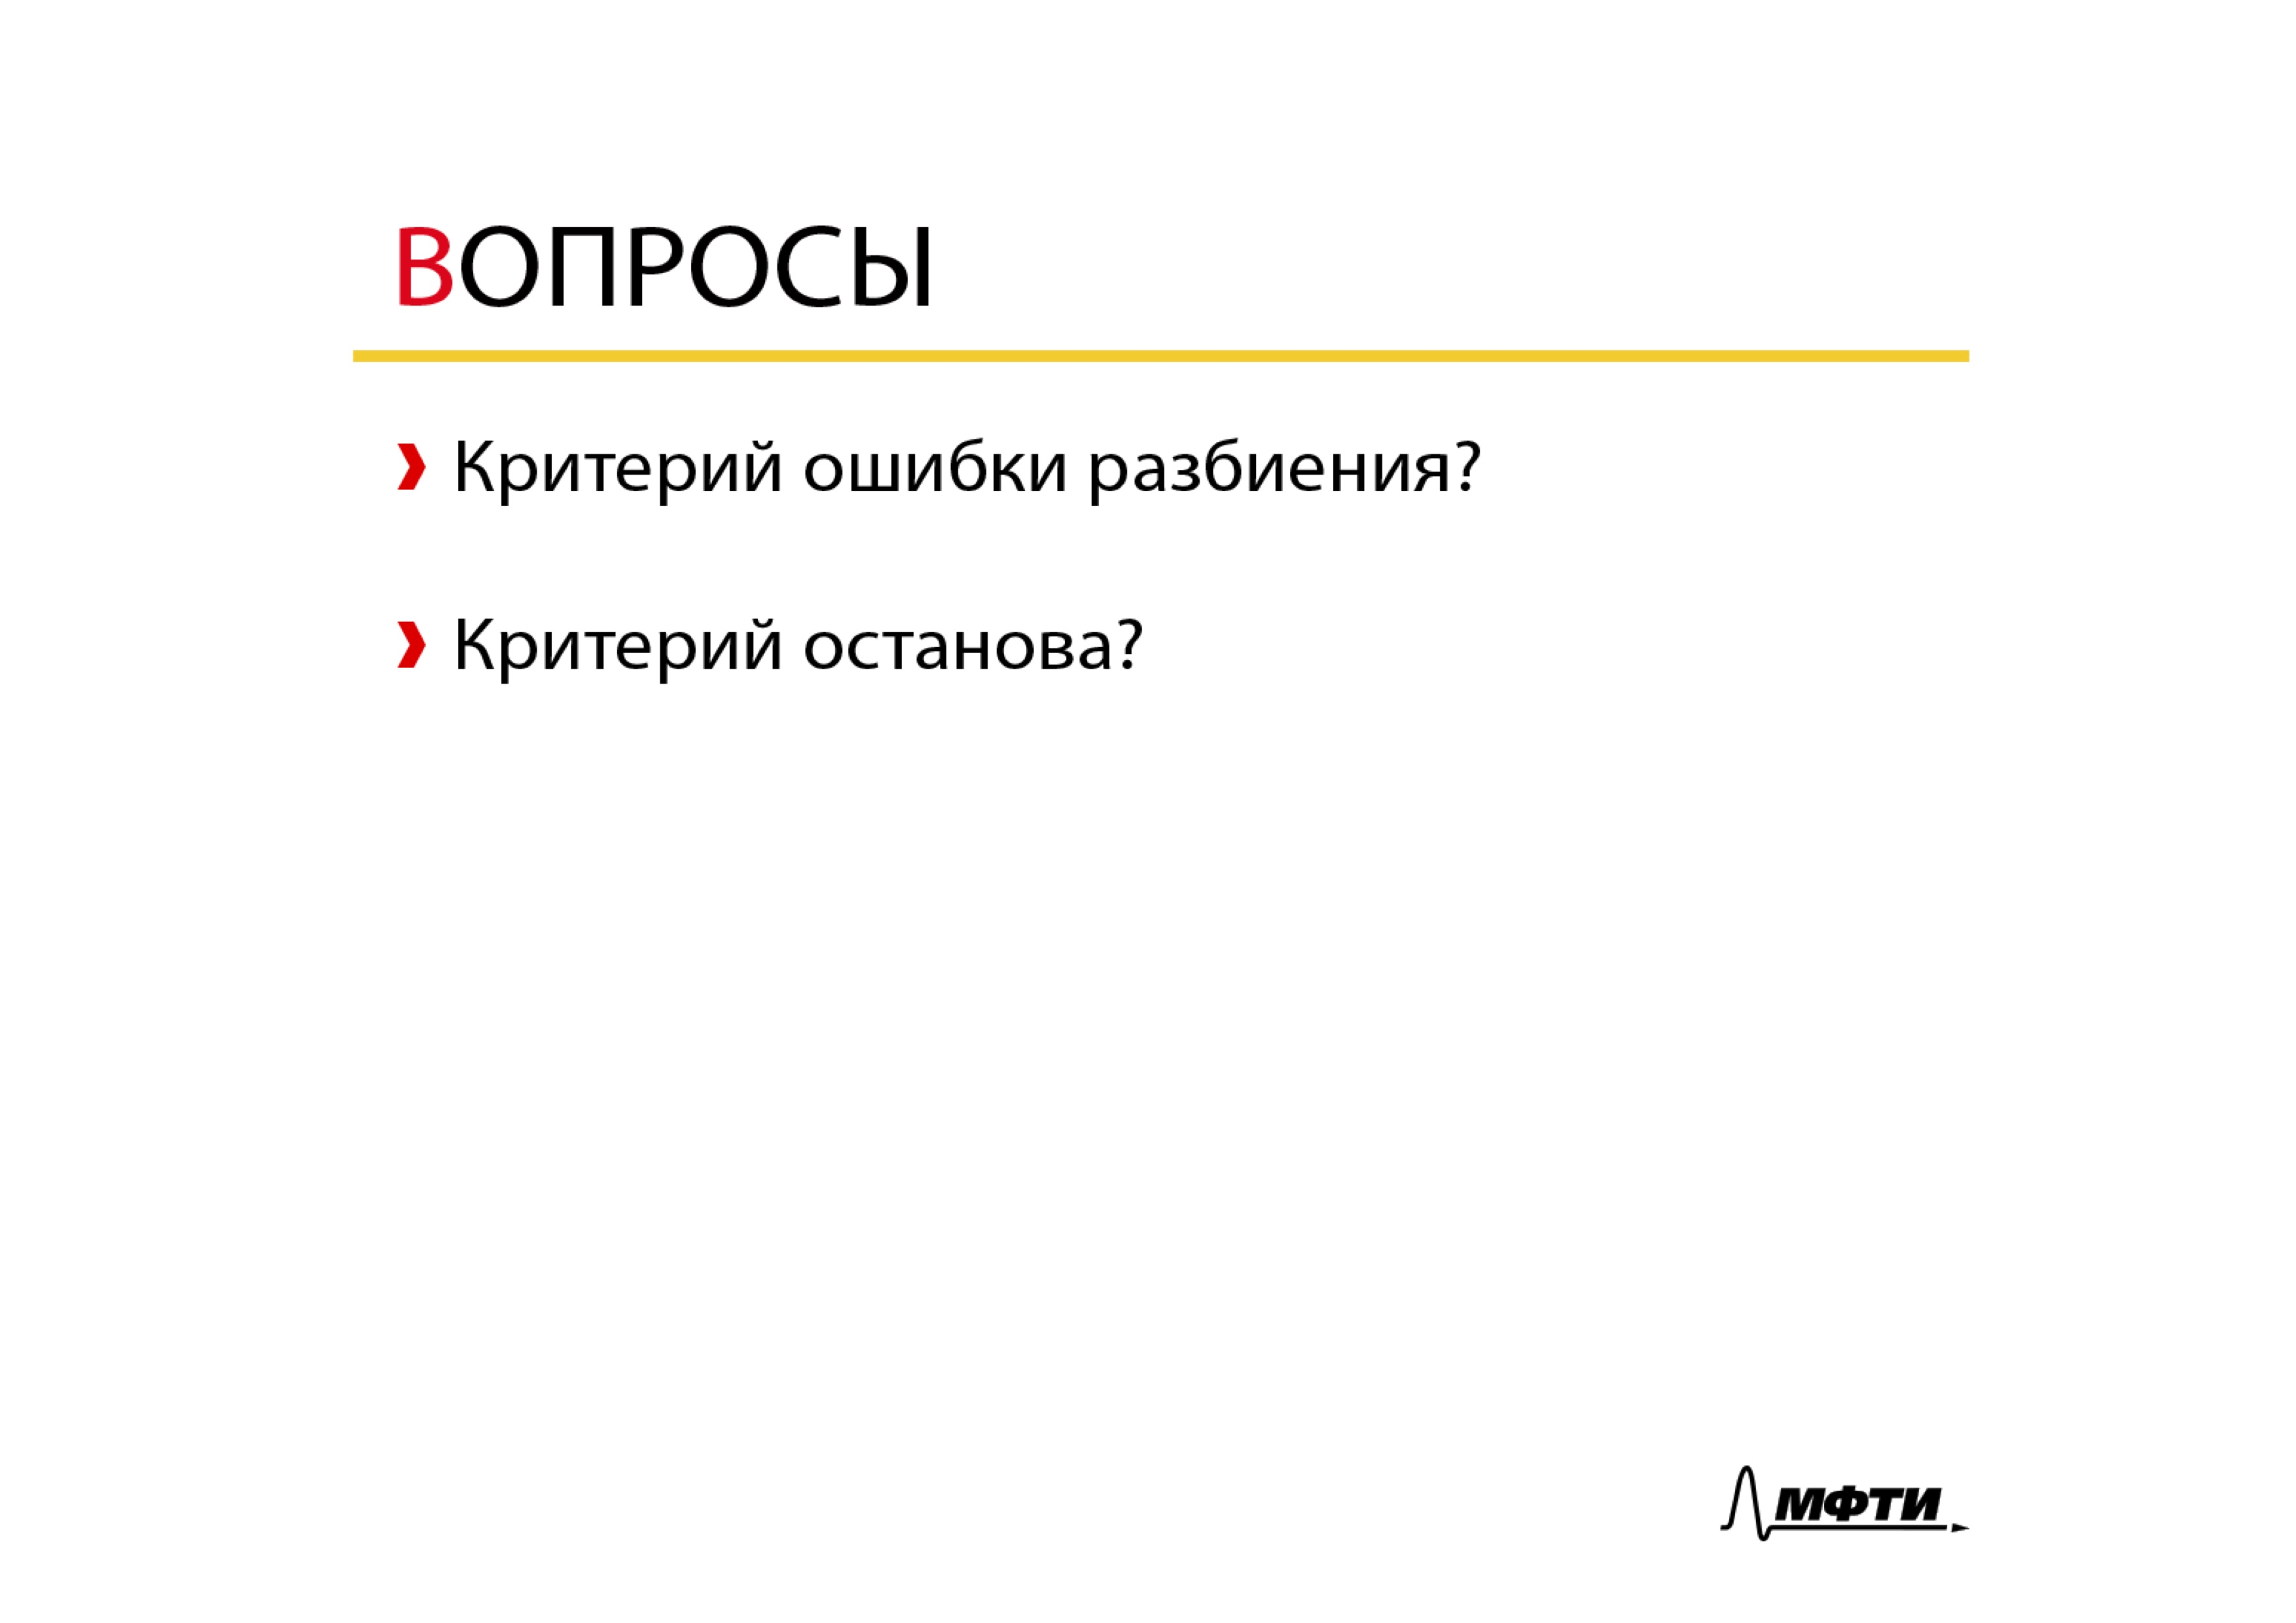 ВОПРОСЫ
Критерий ошибки разбиения?
Критерий останова?
МФТИ